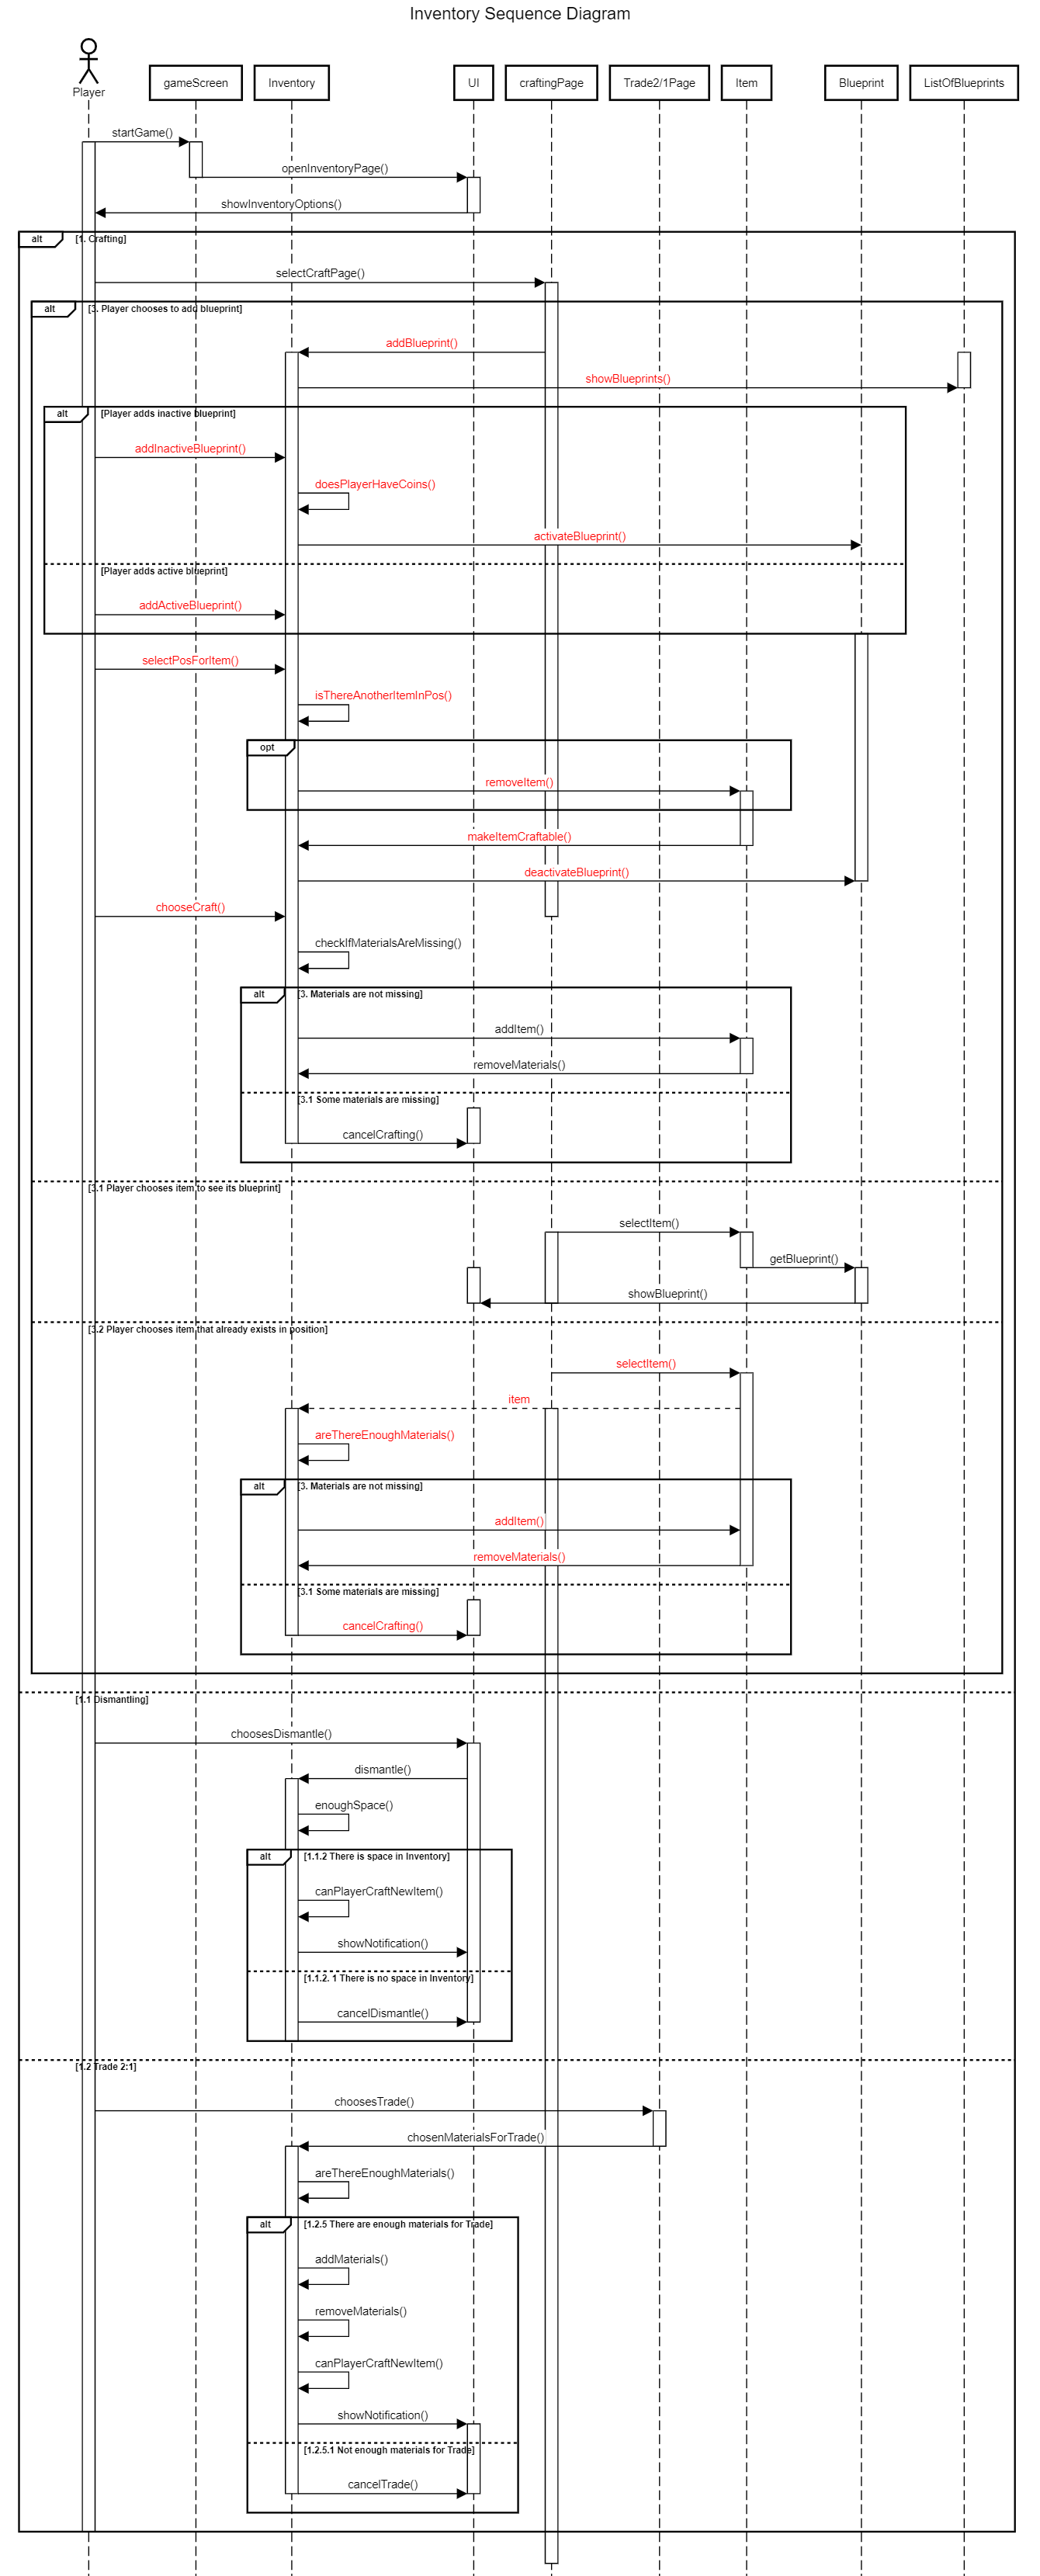 Inventory Sequence Diagram
Player
gameScreen
Inventory
UI
craftingPage
Trade2/1Page
Item
Blueprint
ListOfBlueprints
startGame()
openInventoryPage()
showInventoryOptions()
alt
[1. Crafting]
selectCraftPage()
alt
[3. Player chooses to add blueprint]
addBlueprint()
showBlueprints()
alt
[Player adds inactive blueprint]
addInactiveBlueprint()
doesPlayerHaveCoins()
activateBlueprint()
[Player adds active blueprint]
addActiveBlueprint()
selectPosForItem()
isThereAnotherItemInPos()
opt
removeItem()
makeItemCraftable()
deactivateBlueprint()
chooseCraft()
checkIfMaterialsAreMissing()
alt
[3. Materials are not missing]
addItem()
removeMaterials()
[3.1 Some materials are missing]
cancelCrafting()
[3.1 Player chooses item to see its blueprint]
selectItem()
getBlueprint()
showBlueprint()
[3.2 Player chooses item that already exists in position]
selectItem()
item
areThereEnoughMaterials()
alt
[3. Materials are not missing]
addItem()
removeMaterials()
[3.1 Some materials are missing]
cancelCrafting()
[1.1 Dismantling]
choosesDismantle()
dismantle()
enoughSpace()
alt
[1.1.2 There is space in Inventory]
canPlayerCraftNewItem()
showNotification()
[1.1.2. 1 There is no space in Inventory]
cancelDismantle()
[1.2 Trade 2:1]
choosesTrade()
chosenMaterialsForTrade()
areThereEnoughMaterials()
alt
[1.2.5 There are enough materials for Trade]
addMaterials()
removeMaterials()
canPlayerCraftNewItem()
showNotification()
[1.2.5.1 Not enough materials for Trade]
cancelTrade()